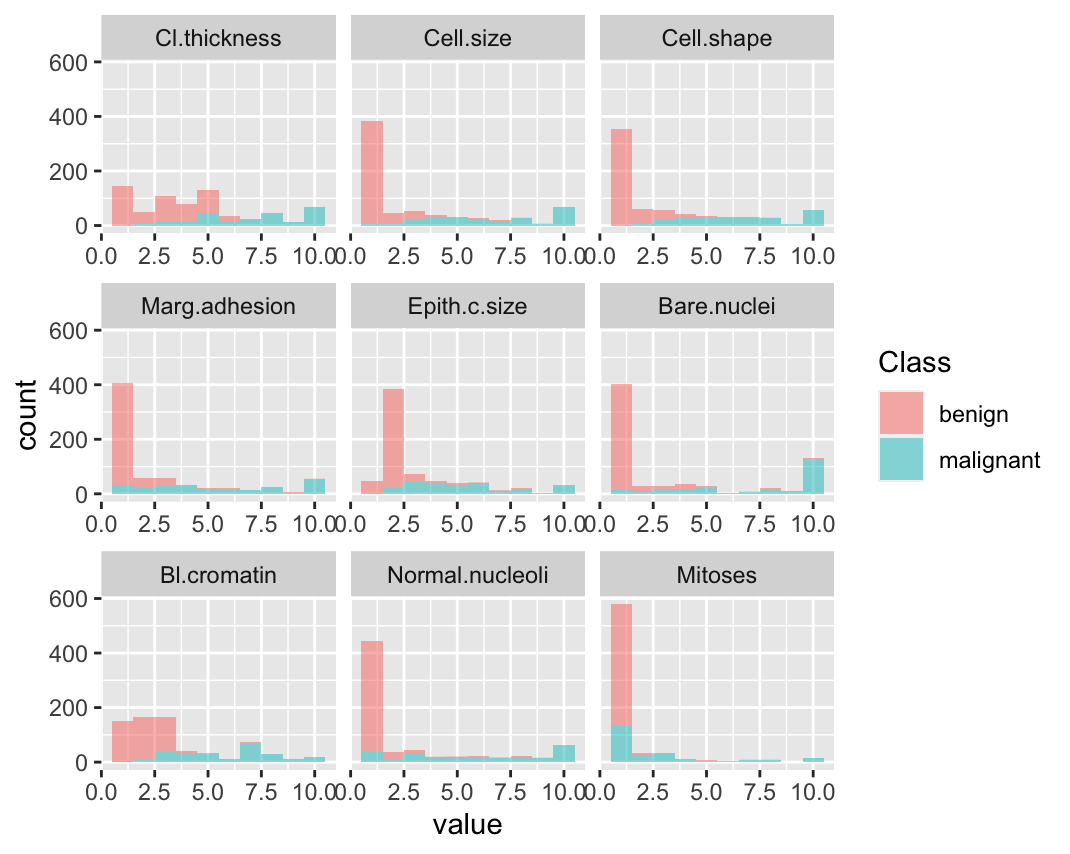 Cl.thickness Cell.size Cell.shape
600
400
200
0
0.0 2.5 5.0 7.5 10.0 0.0 2.5 5.0 7.5 10.0 0.0 2.5 5.0 7.5 10.0
Marg.adhesion Epith.c.size Bare.nuclei
600
400
200
0
0.0 2.5 5.0 7.5 10.0 0.0 2.5 5.0 7.5 10.0 0.0 2.5 5.0 7.5 10.0
Bl.cromatin Normal.nucleoli Mitoses
600
400
200
0
0.0 2.5 5.0 7.5 10.0 0.0 2.5 5.0 7.5 10.0 0.0 2.5 5.0 7.5 10.0
count
value
Class
benign
malignant